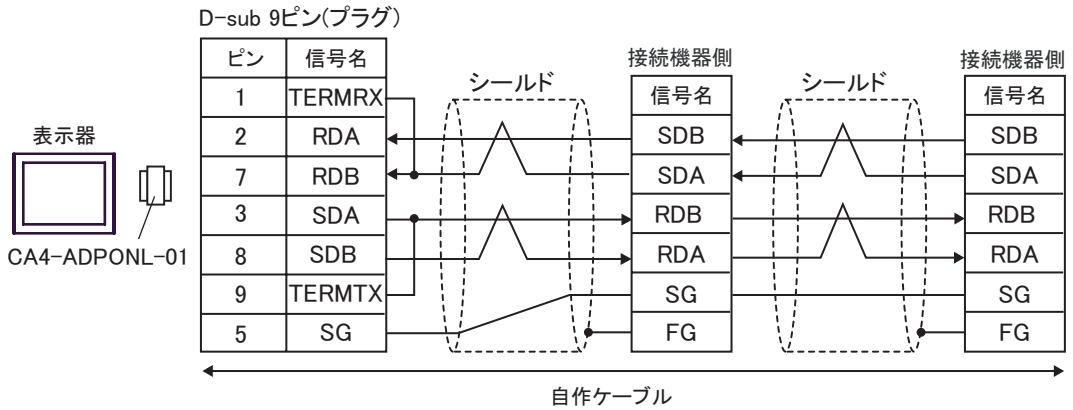 D-sub 9ピン(プラグ)
ピン 信号名
1 TERMRX
2 RDA
7 RDB
3 SDA
8 SDB
9 TERMTX
5 SG
表示器
CA4-ADPONL-01
シールド
接続機器側
信号名
SDB
SDA
RDB
RDA
SG
FG
シールド
接続機器側
信号名
SDB
SDA
RDB
RDA
SG
FG
自作ケーブル